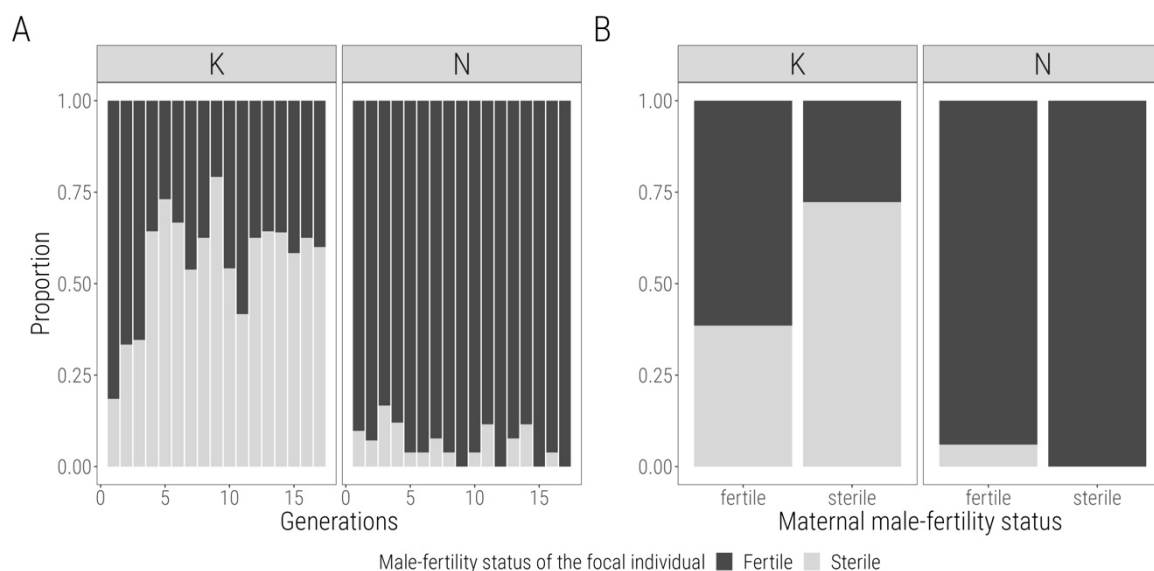 A
K N
1.00
0.75
0.50
0.25
0.00
Proportion
0 5 10 15 0 5 10 15
Generations
B
K N
1.00
0.75
0.50
0.25
0.00
fertile sterile fertile sterile
Maternal male-fertility status
Male-fertility status of the focal individual Fertile Sterile